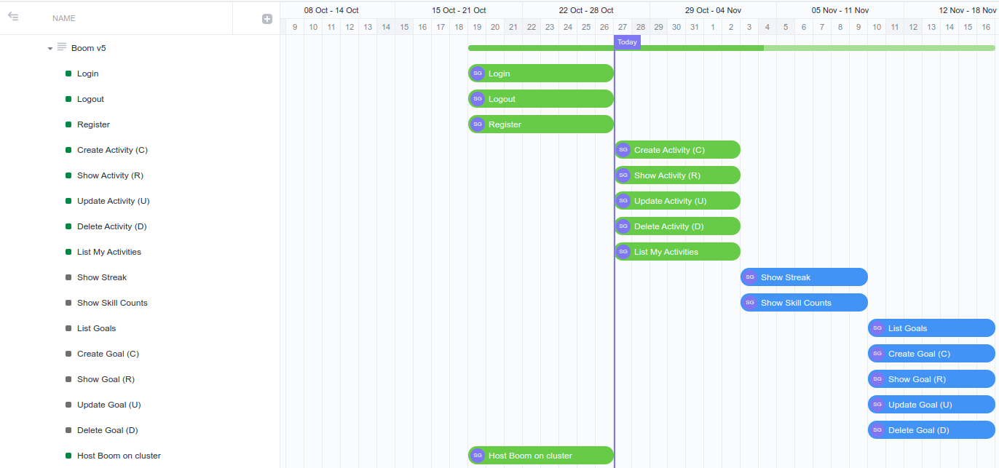 NAME
08 Oct - 14 Oct 15 Oct - 21 Oct 22 Oct - 28 Oct 29 Oct - 04 Nov 05 Nov - 11 Nov 12 Nov - 18 Nov
9 10 11 12 13 14 15 16 17 18 19 20 21 22 23 24 25 26 27 28 29 30 31 1 2 3 4 5 6 7 8 9 10 11 12 13 14 15 16
Today
Boom v5
Login SG Login
Logout SG Logout
Register SG Register
Create Activity (C) SG Create Activity (C)
Show Activity (R) SG Show Activity (R)
Update Activity (U) SG Update Activity (U)
Delete Activity (D) SG Delete Activity (D)
List My Activities SG List My Activities
Show Streak SG Show Streak
Show Skill Counts SG Show Skill Counts
List Goals SG List Goals
Create Goal (C) SG Create Goal (C)
Show Goal (R) SG Show Goal (R)
Update Goal (U) SG Update Goal (U)
Delete Goal (D) SG Delete Goal (D)
Host Boom on cluster SG Host Boom on cluster